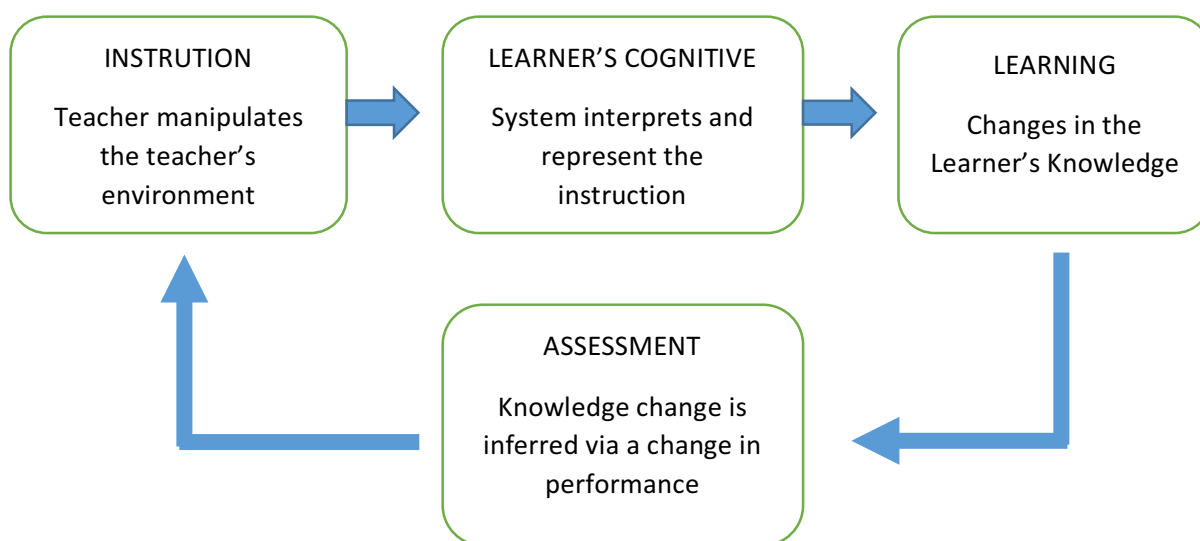 INSTRUTION
Teacher manipulates
the teacher’s
environment
LEARNER’S COGNITIVE
System interprets and
represent the
instruction
LEARNING
Changes in the
Learner’s Knowledge
ASSESSMENT
Knowledge change is
inferred via a change in
performance